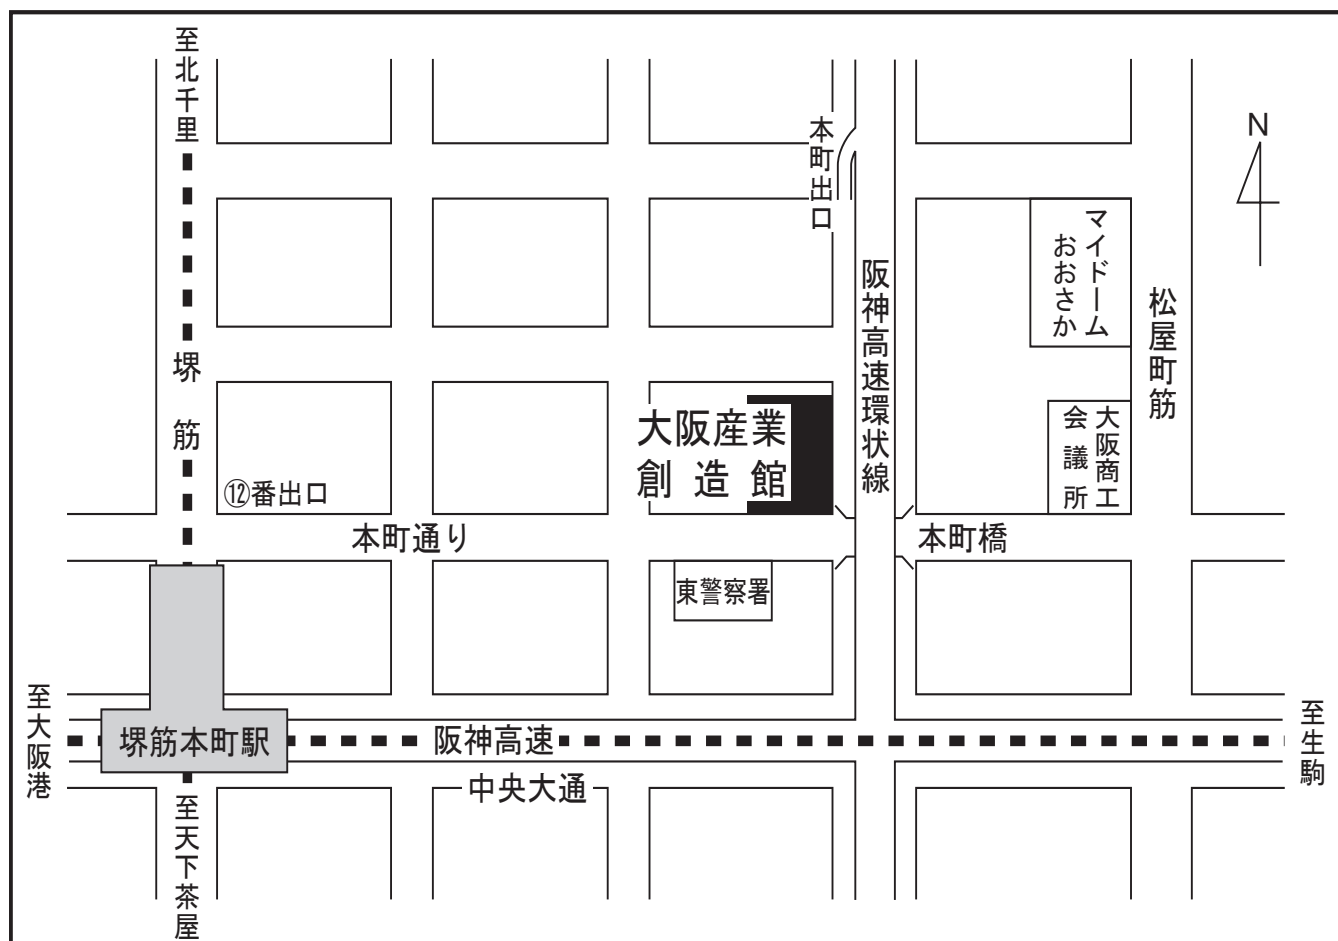 至北千里
堺筋
⑫番出口
本町通り
本町出口
阪神高速環状線
大阪産業
創造館
東警察署
マイドーム
おおさか
大阪商工
会議所
松屋町筋
本町橋
N
至大阪港
堺筋本町駅
阪神高速
中央大通
至生駒
至天下茶屋